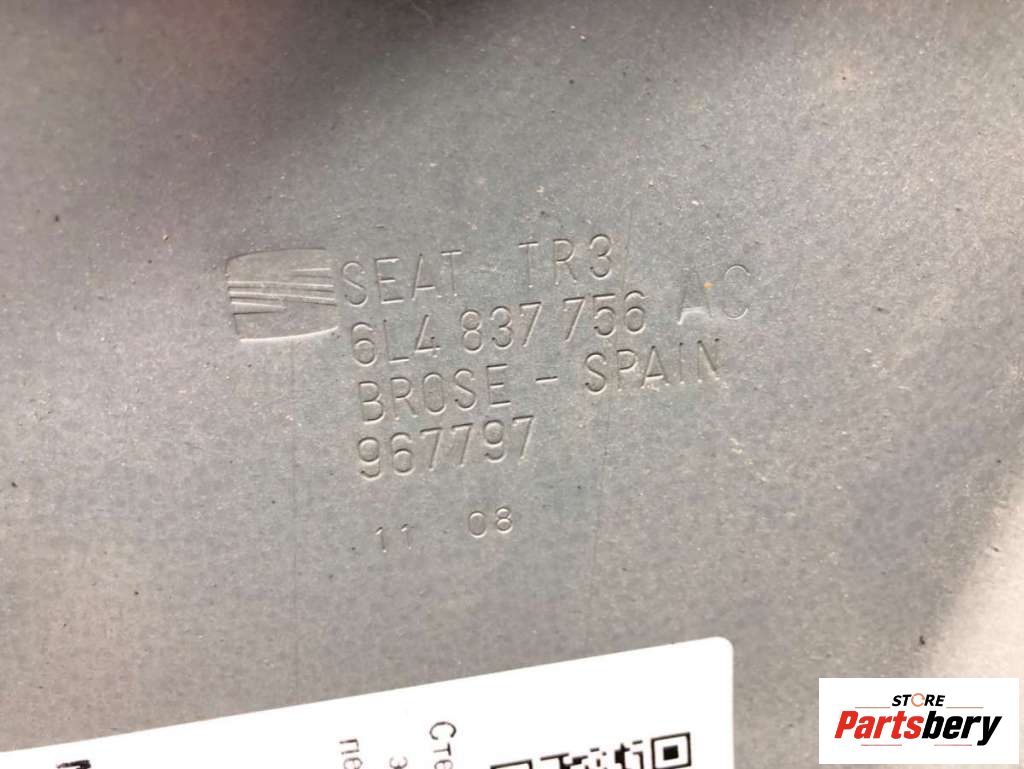 SEAT TR3
6L4 837 756 AC
BROSE - SPAIN
967797
11 08
STORE
Partsbery